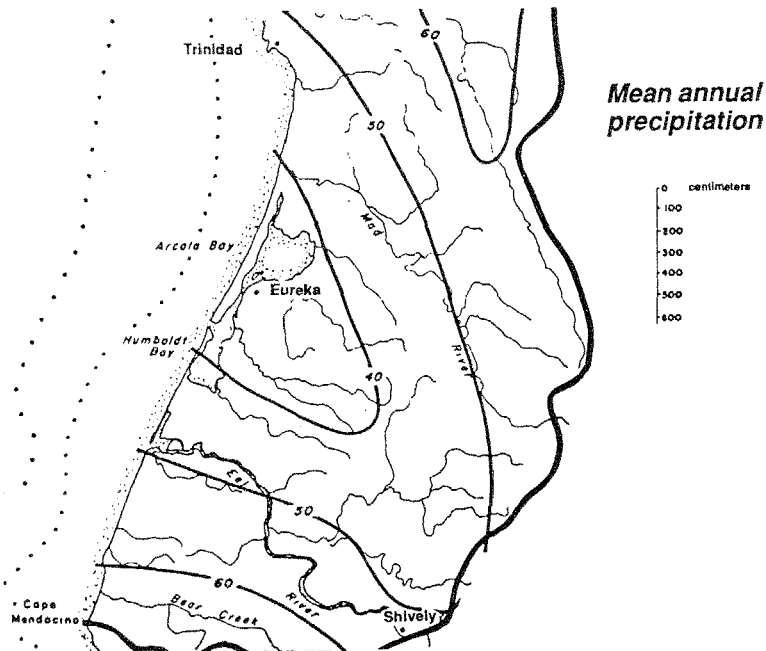 60
Trinidad
Mean annual
precipitation
50
0 centimeters
100
200
300
400
500
600
Mad
Arcata Bay
Eureka
Humboldt
Bay
River
40
Eel
50
60
River
Bear Creek
Cape
Mendocino
Shively